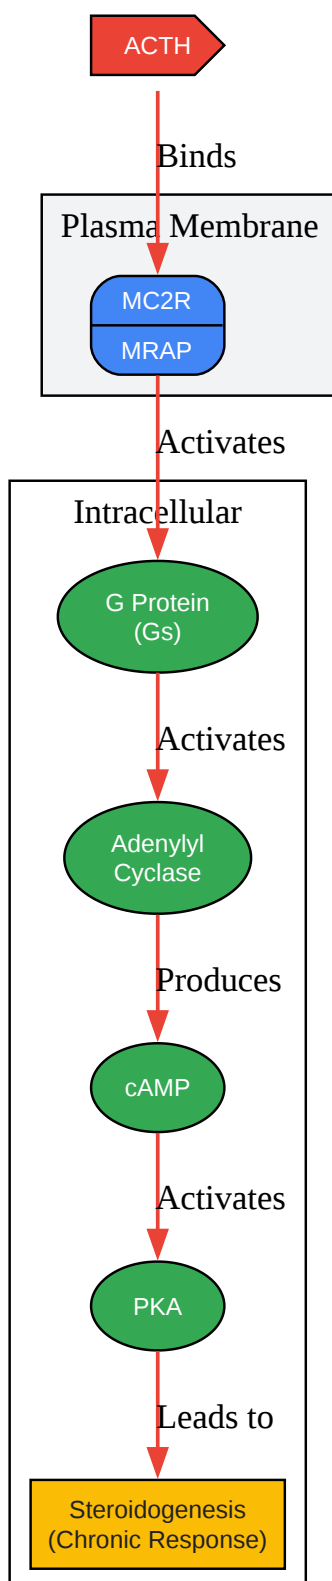 ACTH
Binds
Plasma Membrane
MC2R
MRAP
Activates
Intracellular
G Protein
(Gs)
Activates
Adenylyl
Cyclase
Produces
cAMP
Activates
PKA
Leads to
Steroidogenesis
(Chronic Response)